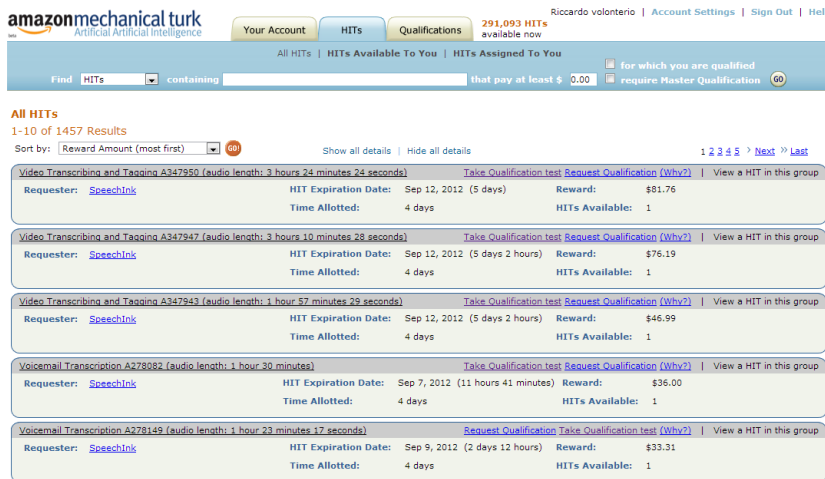 Riccardo volonterio | Account Settings | Sign Out | Hel
amazonmechanical turk
beta Artificial Artificial Intelligence
Your Account
HITs
Qualifications
291,093 HITs
available now
All HITs | HITs Available To You | HITs Assigned To You
Find HITs containing that pay at least $ 0.00
for which you are qualified
require Master Qualification
GO
All HITs
1-10 of 1457 Results
Sort by: Reward Amount (most first) GO! Show all details | Hide all details 1 2 3 4 5 › Next » Last
Video Transcribing and Tagging A347950 (audio length: 3 hours 24 minutes 24 seconds) Take Qualification test Request Qualification (Why?) | View a HIT in this group
Requester: SpeechInk HIT Expiration Date: Sep 12, 2012 (5 days) Reward: $81.76
Time Allotted: 4 days HITs Available: 1
Video Transcribing and Tagging A347947 (audio length: 3 hours 10 minutes 28 seconds) Take Qualification test Request Qualification (Why?) | View a HIT in this group
Requester: SpeechInk HIT Expiration Date: Sep 12, 2012 (5 days 2 hours) Reward: $76.19
Time Allotted: 4 days HITs Available: 1
Video Transcribing and Tagging A347943 (audio length: 1 hour 57 minutes 29 seconds) Take Qualification test Request Qualification (Why?) | View a HIT in this group
Requester: SpeechInk HIT Expiration Date: Sep 12, 2012 (5 days 2 hours) Reward: $46.99
Time Allotted: 4 days HITs Available: 1
Voicemail Transcription A278082 (audio length: 1 hour 30 minutes) Take Qualification test Request Qualification (Why?) | View a HIT in this group
Requester: SpeechInk HIT Expiration Date: Sep 7, 2012 (11 hours 41 minutes) Reward: $36.00
Time Allotted: 4 days HITs Available: 1
Voicemail Transcription A278149 (audio length: 1 hour 23 minutes 17 seconds) Request Qualification Take Qualification test (Why?) | View a HIT in this group
Requester: SpeechInk HIT Expiration Date: Sep 9, 2012 (2 days 12 hours) Reward: $33.31
Time Allotted: 4 days HITs Available: 1